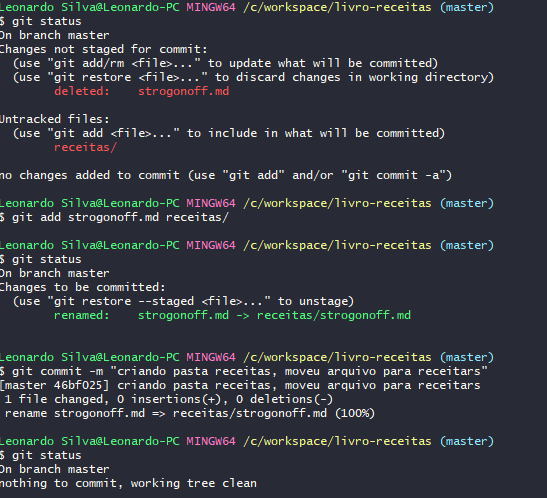 Leonardo Silva@Leonardo-PC MINGW64 /c/workspace/livro-receitas (master)
$ git status
On branch master
Changes not staged for commit:
  (use "git add/rm <file>..." to update what will be committed)
  (use "git restore <file>..." to discard changes in working directory)
        deleted:    strogonoff.md

Untracked files:
  (use "git add <file>..." to include in what will be committed)
        receitas/

no changes added to commit (use "git add" and/or "git commit -a")

Leonardo Silva@Leonardo-PC MINGW64 /c/workspace/livro-receitas (master)
$ git add strogonoff.md receitas/

Leonardo Silva@Leonardo-PC MINGW64 /c/workspace/livro-receitas (master)
$ git status
On branch master
Changes to be committed:
  (use "git restore --staged <file>..." to unstage)
        renamed:    strogonoff.md -> receitas/strogonoff.md

Leonardo Silva@Leonardo-PC MINGW64 /c/workspace/livro-receitas (master)
$ git commit -m "criando pasta receitas, moveu arquivo para receitars"
[master 46bf025] criando pasta receitas, moveu arquivo para receitars
 1 file changed, 0 insertions(+), 0 deletions(-)
 rename strogonoff.md => receitas/strogonoff.md (100%)

Leonardo Silva@Leonardo-PC MINGW64 /c/workspace/livro-receitas (master)
$ git status
On branch master
nothing to commit, working tree clean